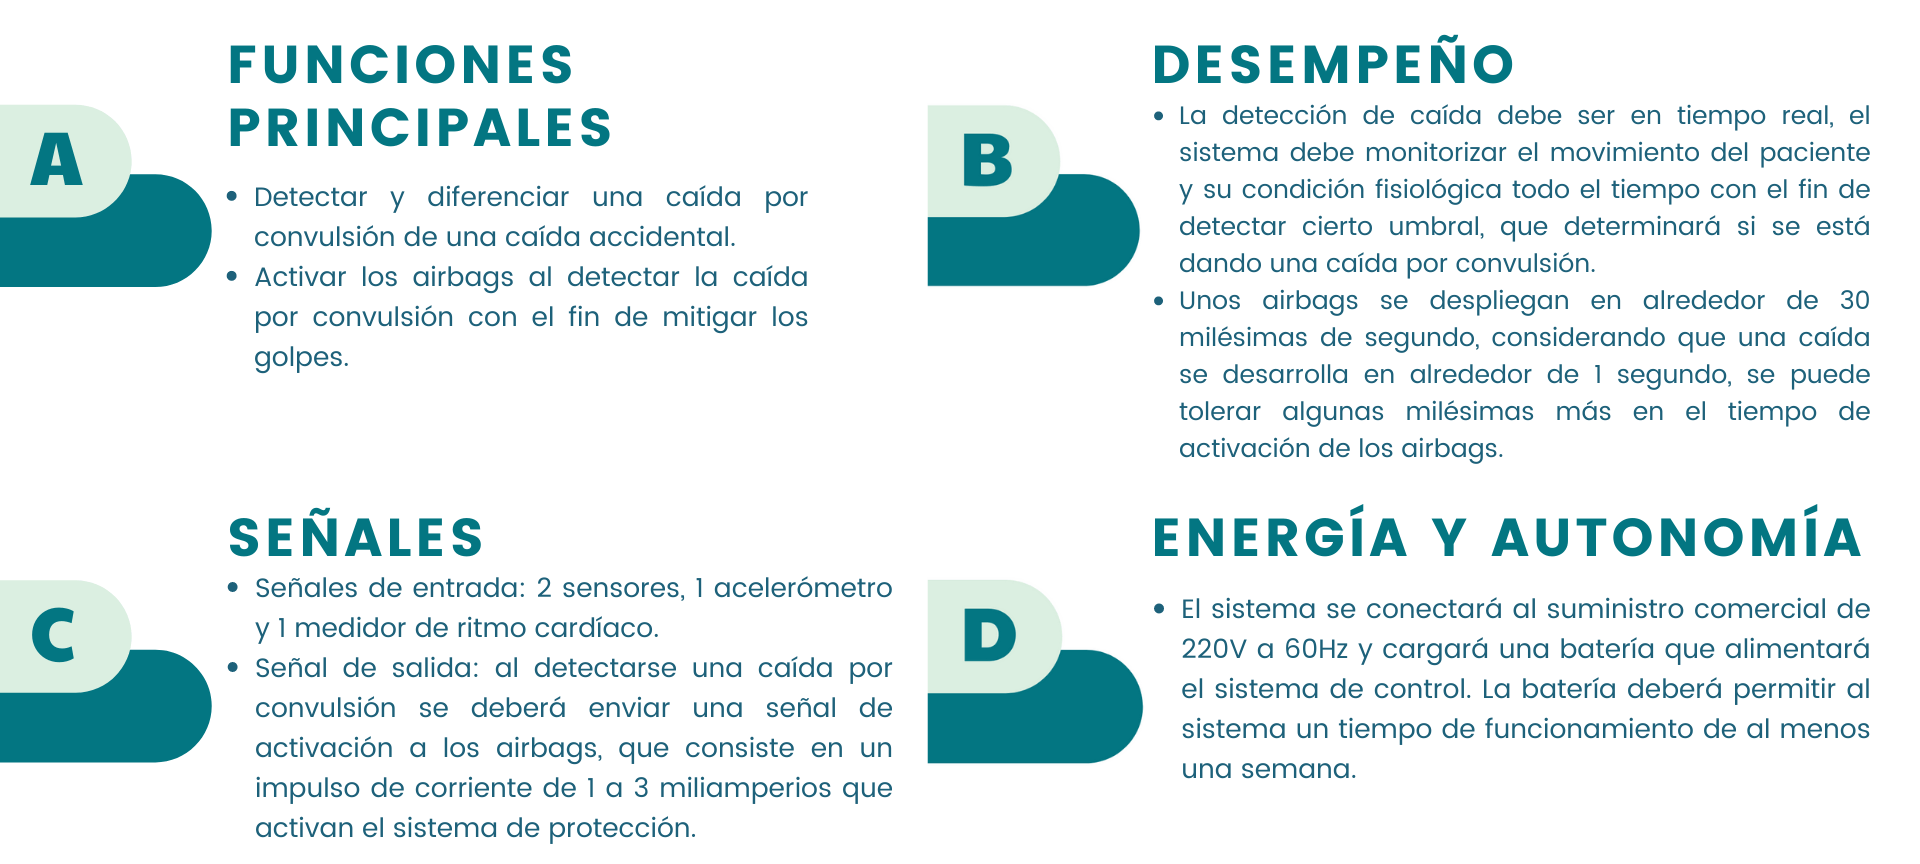 A
FUNCIONES
PRINCIPALES
• Detectar y diferenciar una caída por
convulsión de una caída accidental.
• Activar los airbags al detectar la caída
por convulsión con el fin de mitigar los
golpes.
B
DESEMPEÑO
• La detección de caída debe ser en tiempo real, el
sistema debe monitorizar el movimiento del paciente
y su condición fisiológica todo el tiempo con el fin de
detectar cierto umbral, que determinará si se está
dando una caída por convulsión.
• Unos airbags se despliegan en alrededor de 30
milésimas de segundo, considerando que una caída
se desarrolla en alrededor de 1 segundo, se puede
tolerar algunas milésimas más en el tiempo de
activación de los airbags.
C
SEÑALES
• Señales de entrada: 2 sensores, 1 acelerómetro
y 1 medidor de ritmo cardíaco.
• Señal de salida: al detectarse una caída por
convulsión se deberá enviar una señal de
activación a los airbags, que consiste en un
impulso de corriente de 1 a 3 miliamperios que
activan el sistema de protección.
D
ENERGÍA Y AUTONOMÍA
• El sistema se conectará al suministro comercial de
220V a 60Hz y cargará una batería que alimentará
el sistema de control. La batería deberá permitir al
sistema un tiempo de funcionamiento de al menos
una semana.